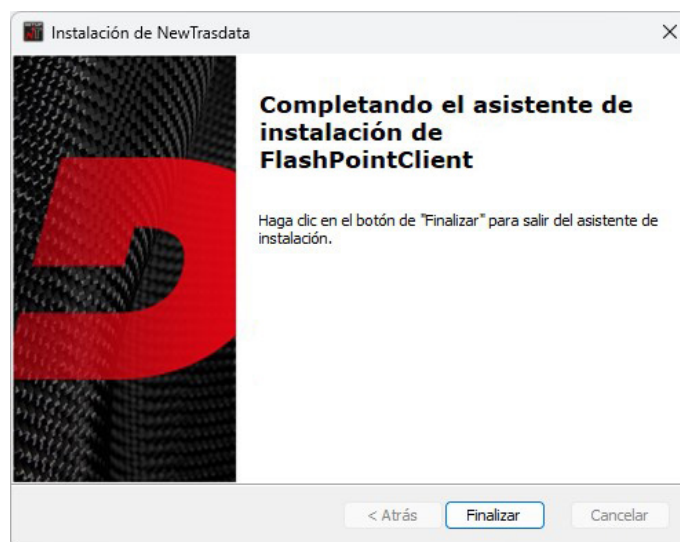 Instalación de NewTrasdata
Completando el asistente de
instalación de
FlashPointClient
Haga clic en el botón de "Finalizar" para salir del asistente de
instalación.
< Atrás
Finalizar
Cancelar